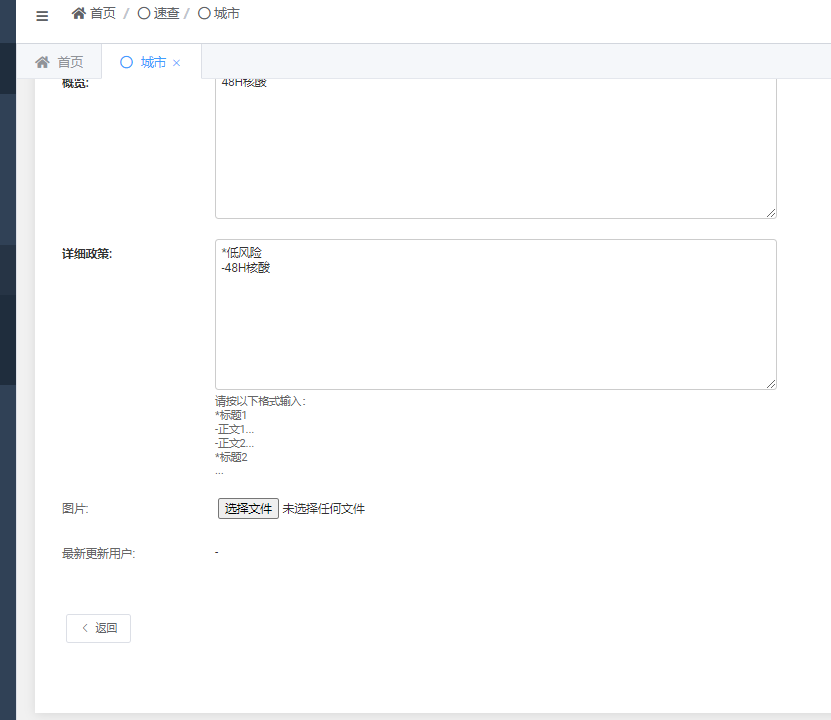 首页 / 速查 / 城市
首页 城市 ×
概览:
48H核酸
详细政策:
*低风险
-48H核酸
请按以下格式输入:
*标题1
-正文1...
-正文2...
*标题2
...
图片: 选择文件 未选择任何文件
最新更新用户: -
返回